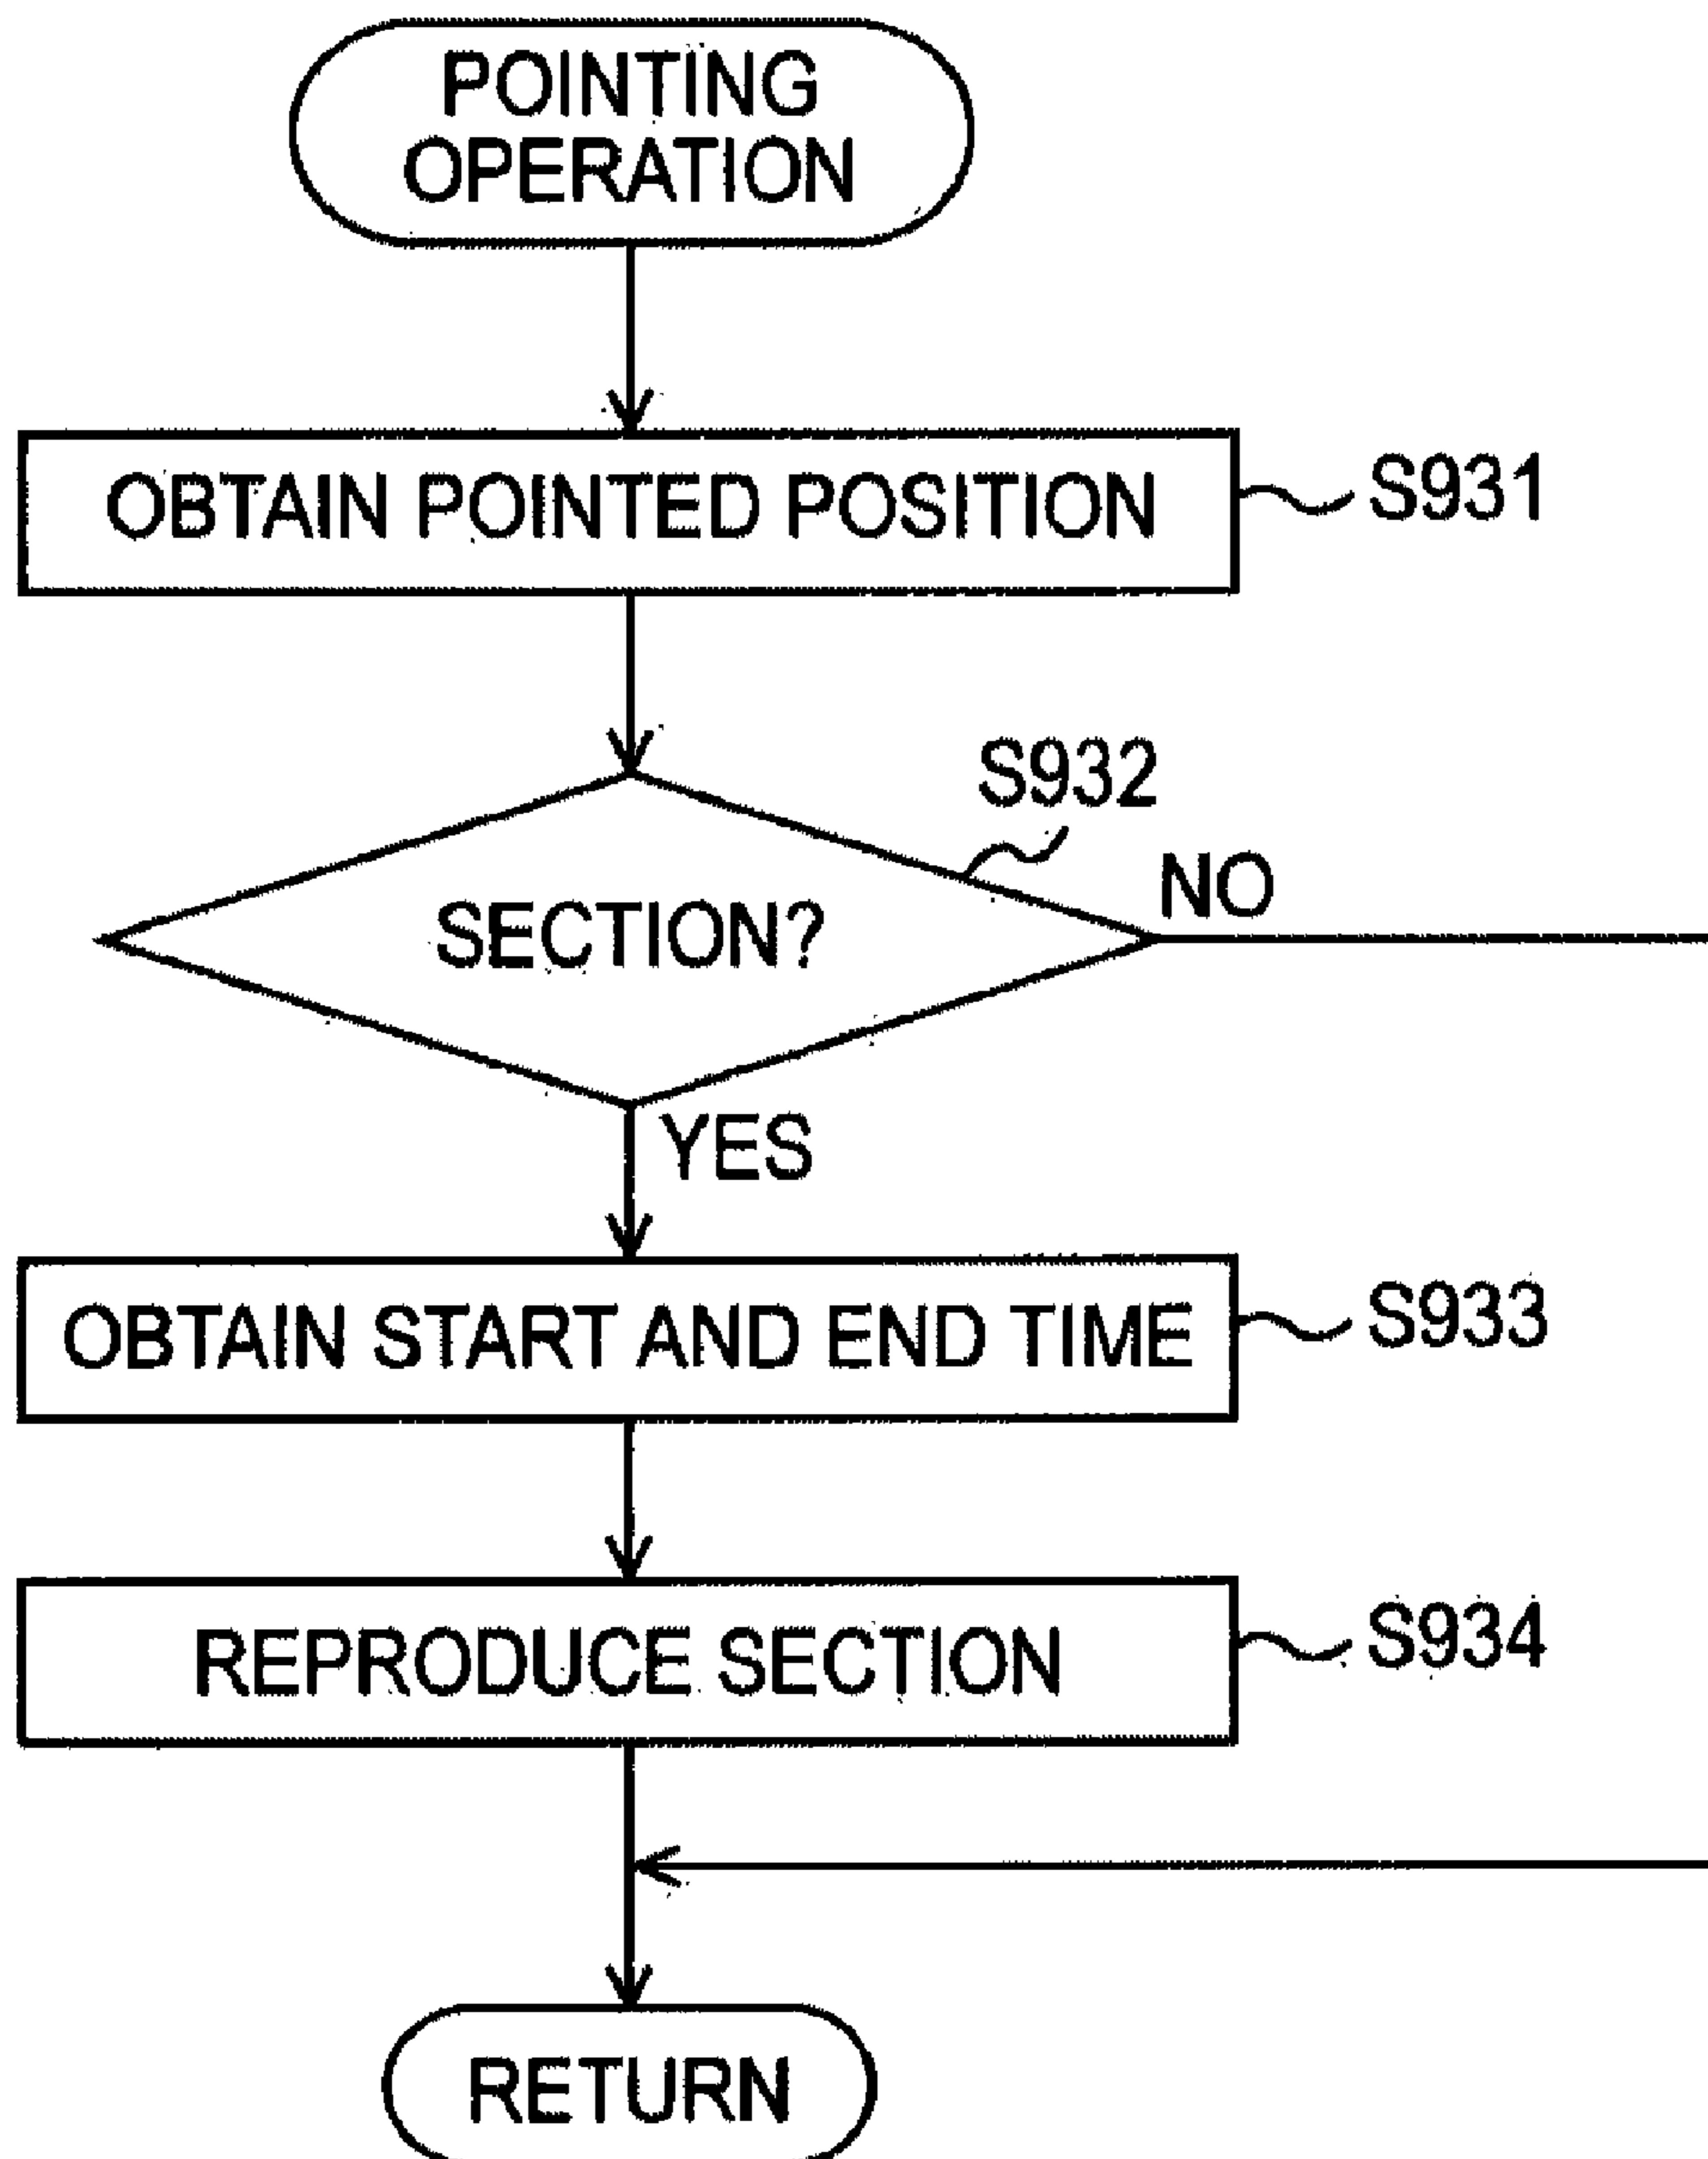 POINTING
OPERATION
OBTAIN POINTED POSITION
S931
S932
SECTION?
NO
YES
OBTAIN START AND END TIME
S933
REPRODUCE SECTION
S934
RETURN